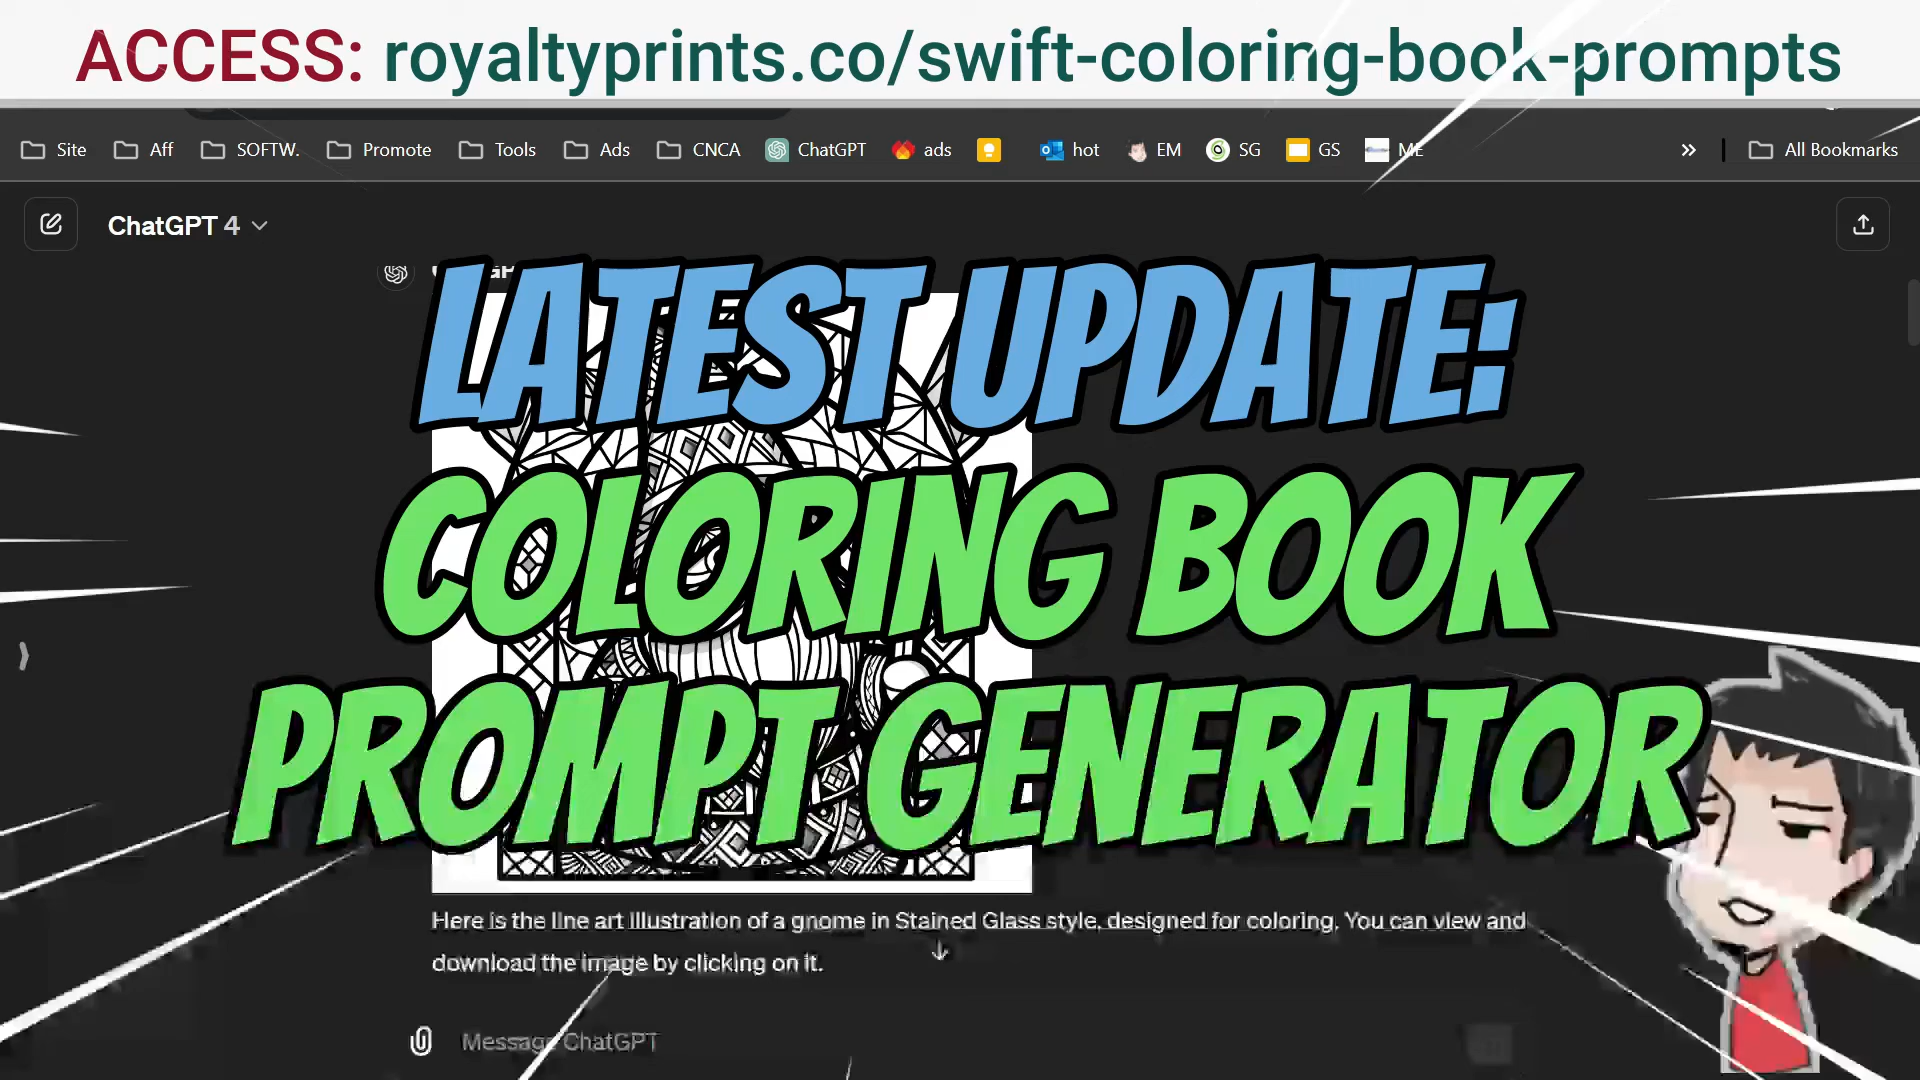 ACCESS: royaltyprints.co/swift-coloring-book-prompts
Site Aff SOFTW. Promote Tools Ads CNCA ChatGPT ads hot EM SG GS ME All Bookmarks
ChatGPT 4
LATEST UPDATE:
COLORING BOOK
PROMPT GENERATOR
Here is the line art illustration of a gnome in Stained Glass style, designed for coloring. You can view and
download the image by clicking on it.
Message ChatGPT